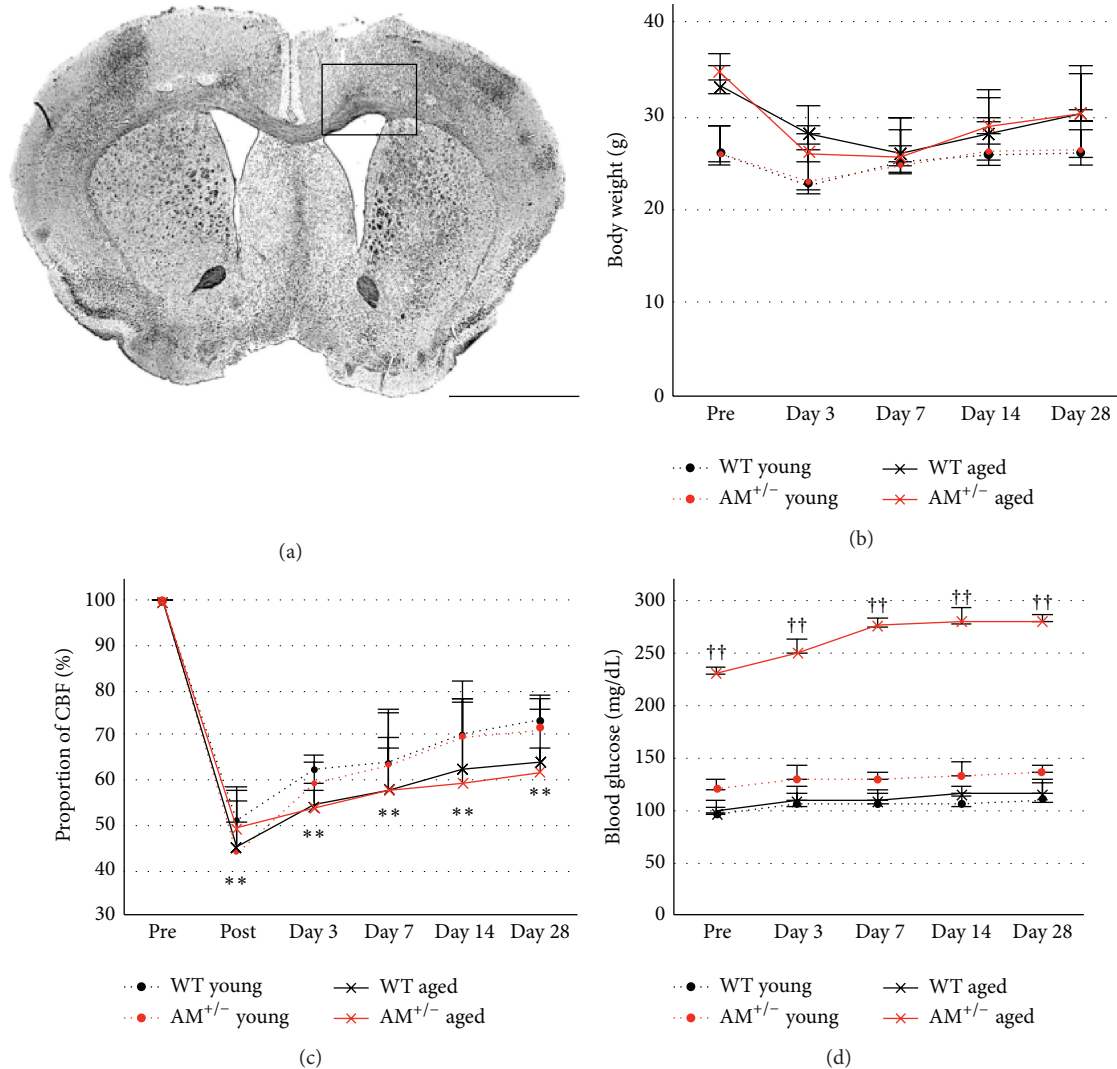 (a)
40
30
20
10
0
Body weight (g)
Pre Day 3 Day 7 Day 14 Day 28
WT young WT aged
AM+/− young AM+/− aged
(b)
100
90
80
70
60
50
40
30
Proportion of CBF (%)
** ** ** ** **
Pre Post Day 3 Day 7 Day 14 Day 28
WT young WT aged
AM+/− young AM+/− aged
(c)
300
250
200
150
100
50
0
Blood glucose (mg/dL)
†† †† †† †† ††
Pre Day 3 Day 7 Day 14 Day 28
WT young WT aged
AM+/− young AM+/− aged
(d)